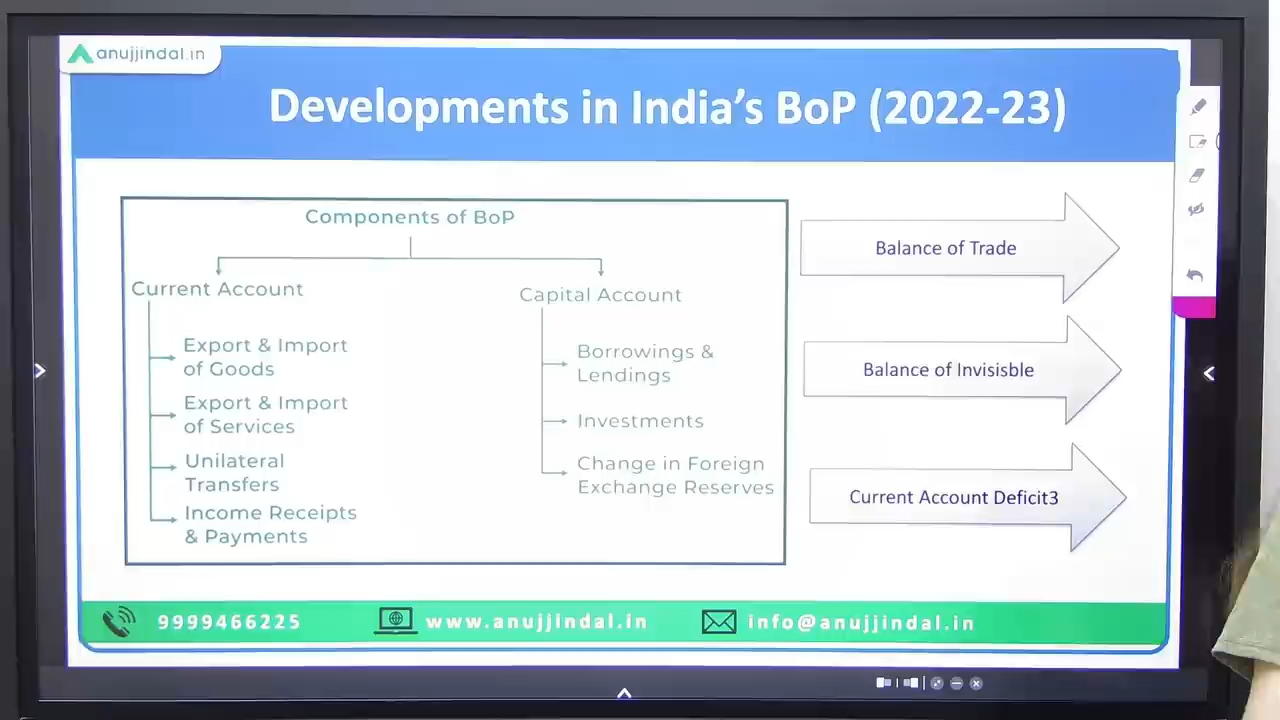 anujjindal.in
Developments in India's BoP (2022-23)
Components of BoP
Current Account
Export & Import
of Goods
Export & Import
of Services
Unilateral
Transfers
Income Receipts
& Payments
Capital Account
Borrowings &
Lendings
Investments
Change in Foreign
Exchange Reserves
Balance of Trade
Balance of Invisisble
Current Account Deficit3
9999466225
www.anujjindal.in
info@anujjindal.in